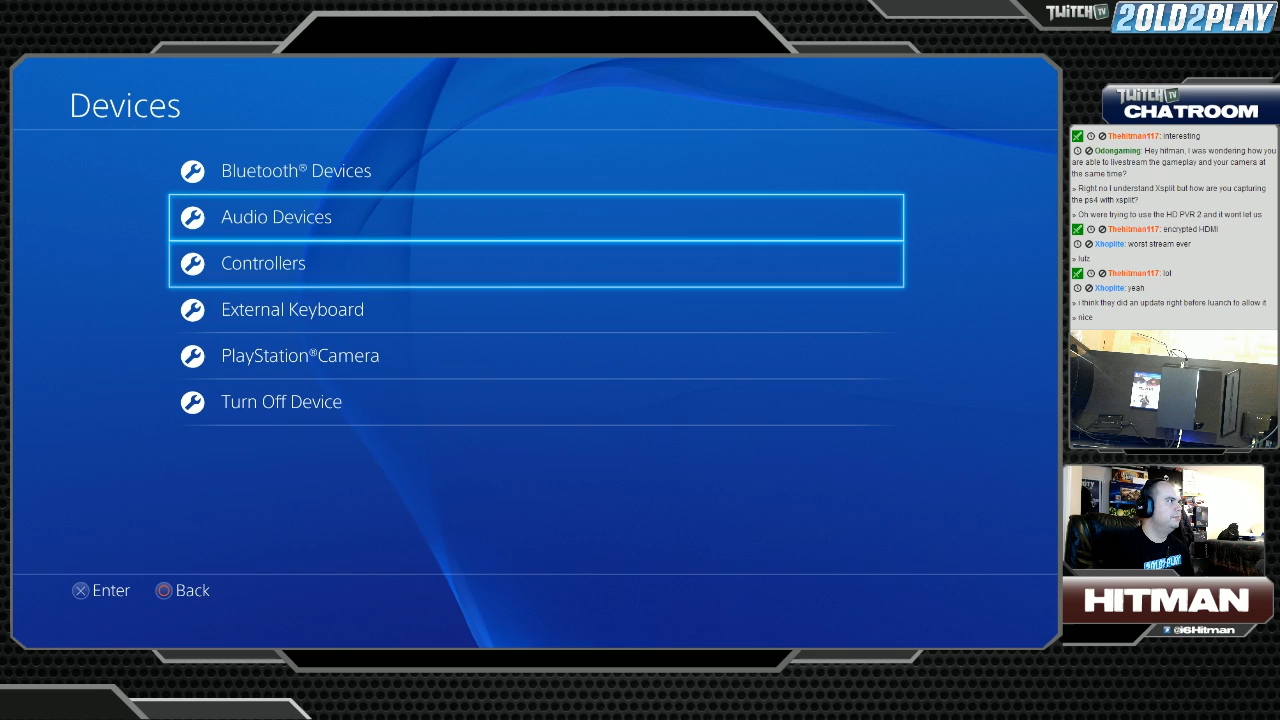 TWITCH TV 2OLD2PLAY
Devices
Bluetooth® Devices
Audio Devices
Controllers
External Keyboard
PlayStation®Camera
Turn Off Device
Enter Back
TWITCH TV
CHATROOM
Thehitman117: interesting
Odongaming: Hey hitman, I was wondering how you
are able to livestream the gameplay and your camera at
the same time?
» Right no I understand Xsplit but how are you capturing
the ps4 with xsplit?
» Oh were trying to use the HD PVR 2 and it wont let us
Thehitman117: encrypted HDMI
Xhoplite: worst stream ever
» lulz
Thehitman117: lol
Xhoplite: yeah
» i think they did an update right before luanch to allow it
» nice
2OLD2PLAY
HITMAN
@i6Hitman